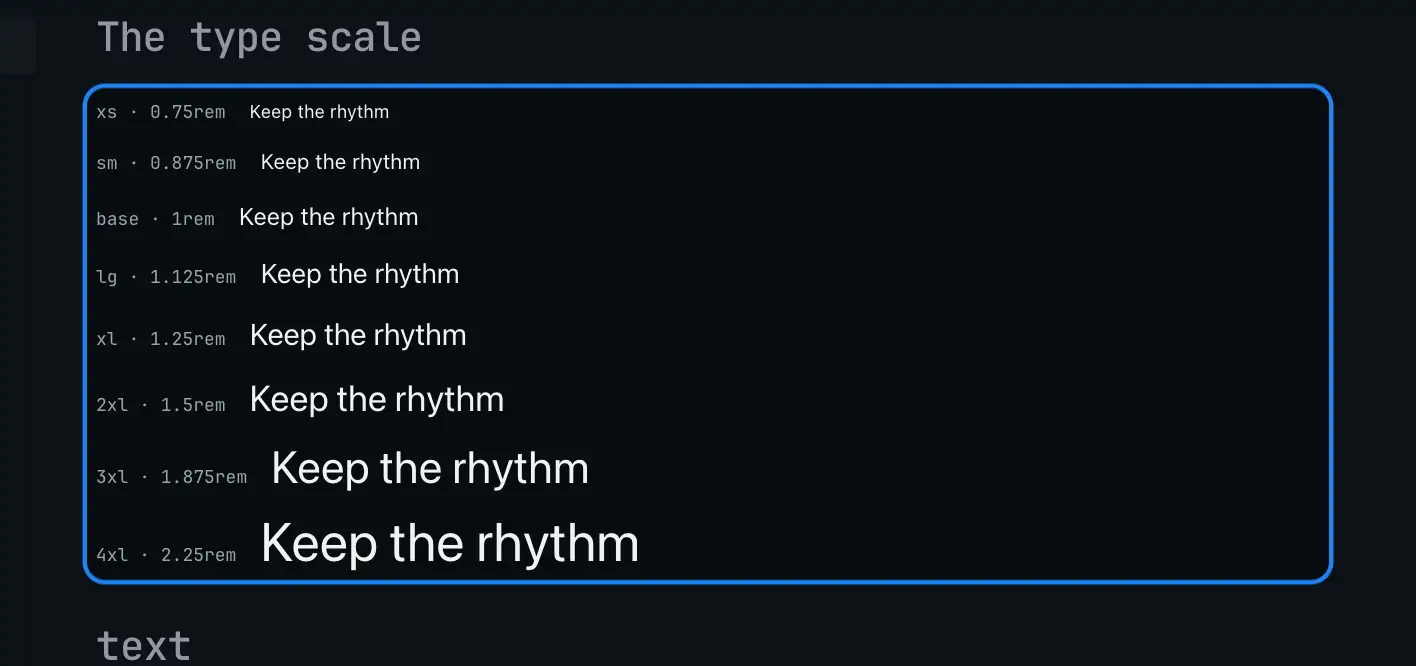 The type scale
xs · 0.75rem Keep the rhythm
sm · 0.875rem Keep the rhythm
base · 1rem Keep the rhythm
lg · 1.125rem Keep the rhythm
xl · 1.25rem Keep the rhythm
2xl · 1.5rem Keep the rhythm
3xl · 1.875rem Keep the rhythm
4xl · 2.25rem Keep the rhythm
text